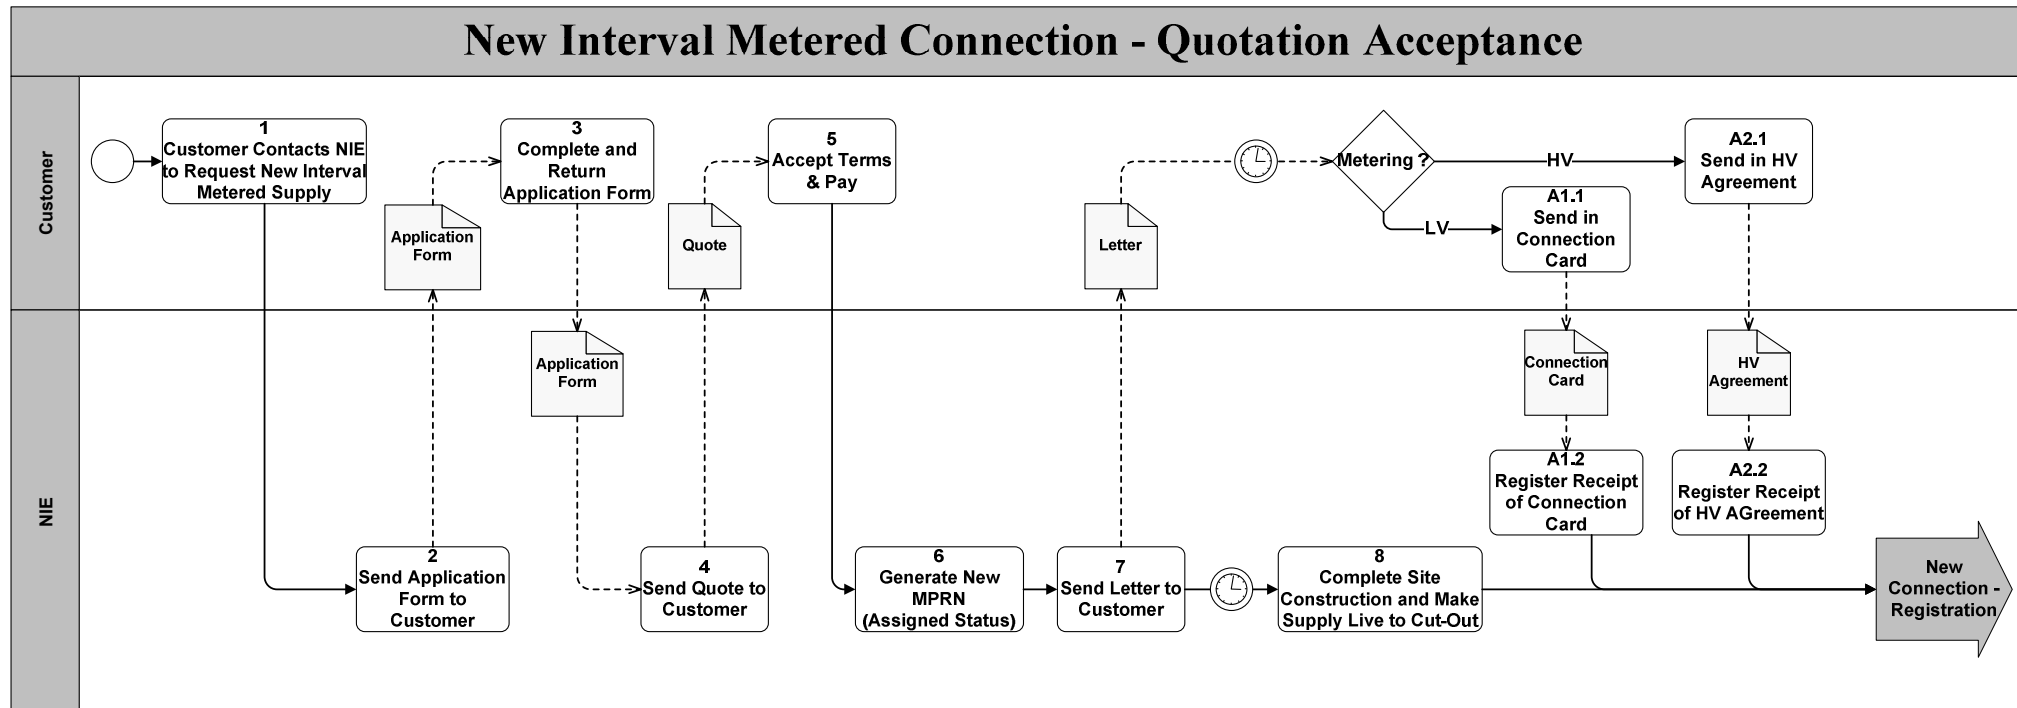 New Interval Metered Connection - Quotation Acceptance
Customer
1
Customer Contacts NIE
to Request New Interval
Metered Supply
Application
Form
3
Complete and
Return
Application Form
Quote
5
Accept Terms
& Pay
Letter
Metering ?
HV
LV
A1.1
Send in
Connection
Card
A2.1
Send in HV
Agreement
NIE
2
Send Application
Form to
Customer
Application
Form
4
Send Quote to
Customer
6
Generate New
MPRN
(Assigned Status)
7
Send Letter to
Customer
8
Complete Site
Construction and Make
Supply Live to Cut-Out
Connection
Card
A1.2
Register Receipt
of Connection
Card
HV
Agreement
A2.2
Register Receipt
of HV AGreement
New
Connection -
Registration